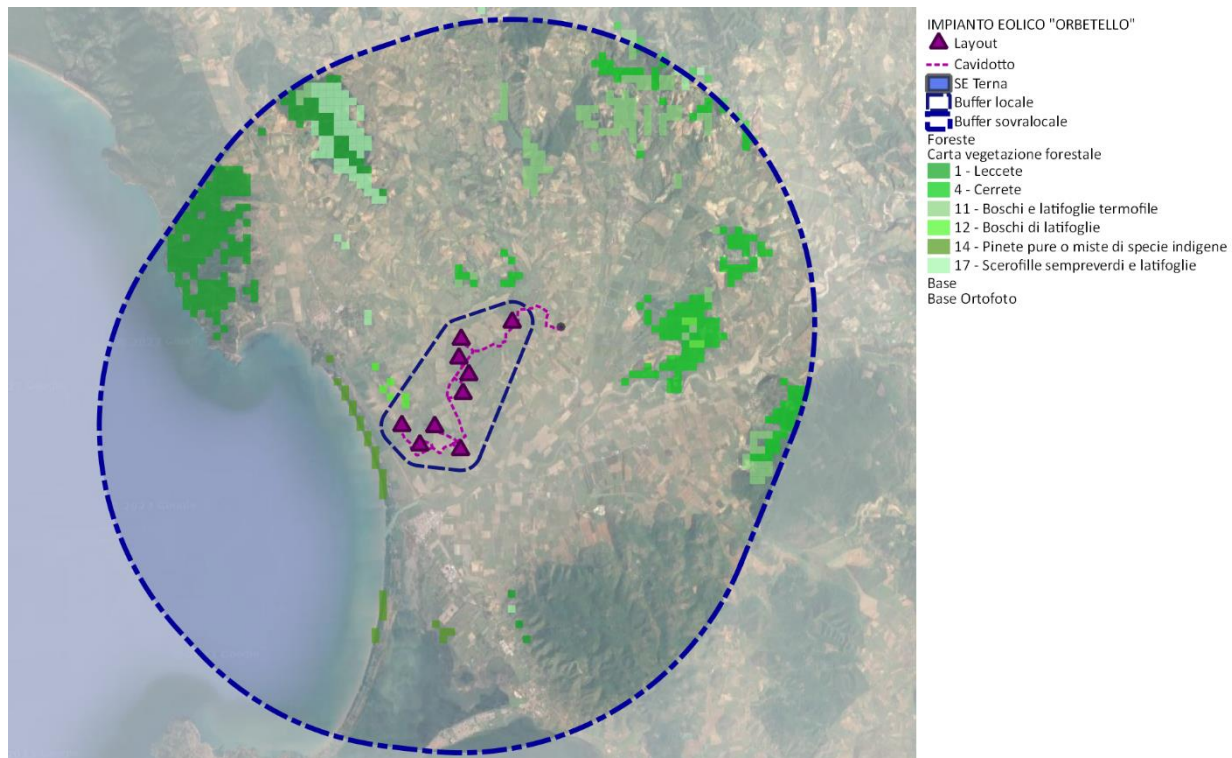 IMPIANTO EOLICO "ORBETELLO"
Layout
Cavidotto
SE Terna
Buffer locale
Buffer sovralocale
Foreste
Carta vegetazione forestale
1 - Leccete
4 - Cerrete
11 - Boschi e latifoglie termofile
12 - Boschi di latifoglie
14 - Pinete pure o miste di specie indigene
17 - Scerofille sempreverdi e latifoglie
Base
Base Ortofoto